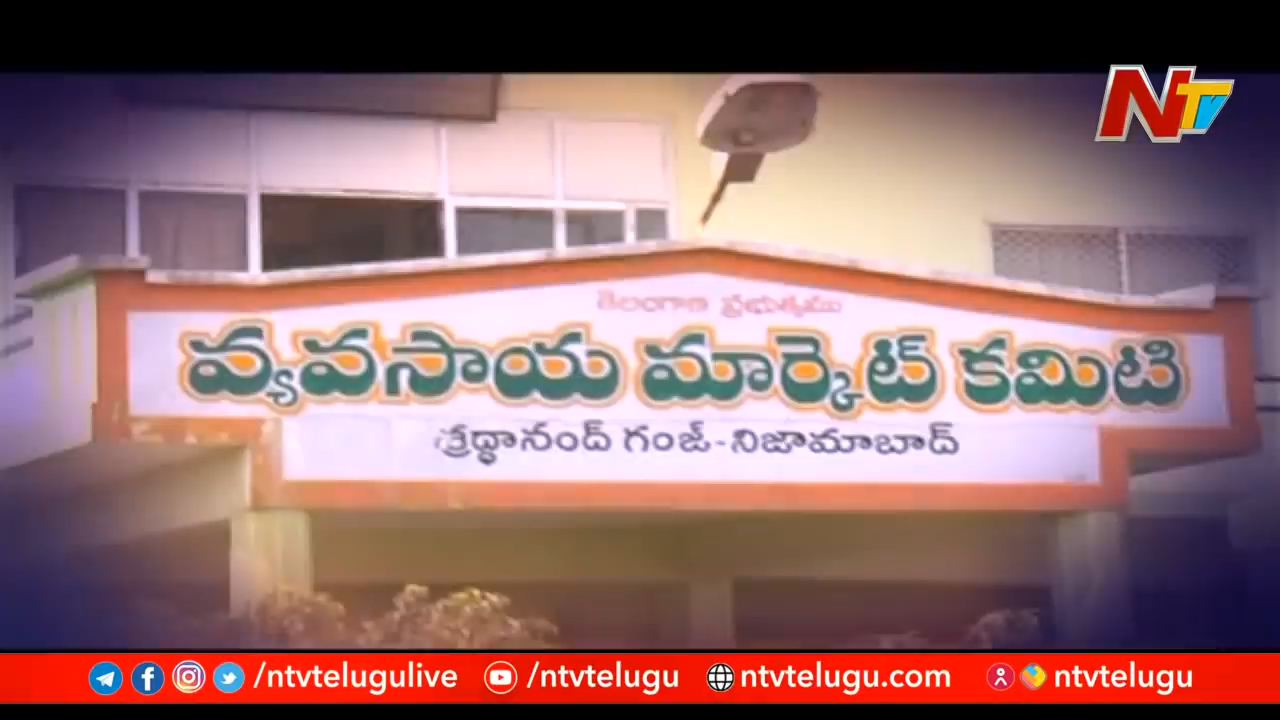 NTV
తెలంగాణ ప్రభుత్వము
వ్యవసాయ మార్కెట్ కమిటి
శ్రద్ధానంద్ గంజ్-నిజామాబాద్
/ntvtelugulive /ntvtelugu ntvtelugu.com ntvtelugu